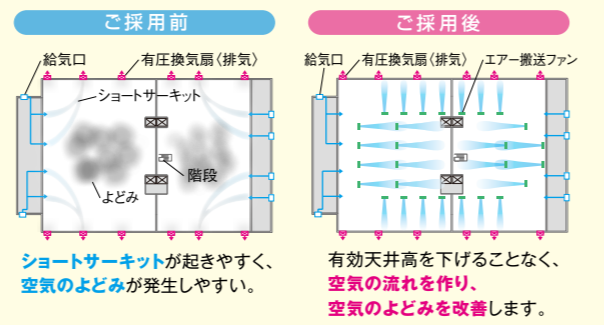 ご採用前
給気口
有圧換気扇〈排気〉
ショートサーキット
階段
よどみ
ショートサーキットが起きやすく、
空気のよどみが発生しやすい。
ご採用後
給気口
有圧換気扇〈排気〉
エアー搬送ファン
有効天井高を下げることなく、
空気の流れを作り、
空気のよどみを改善します。